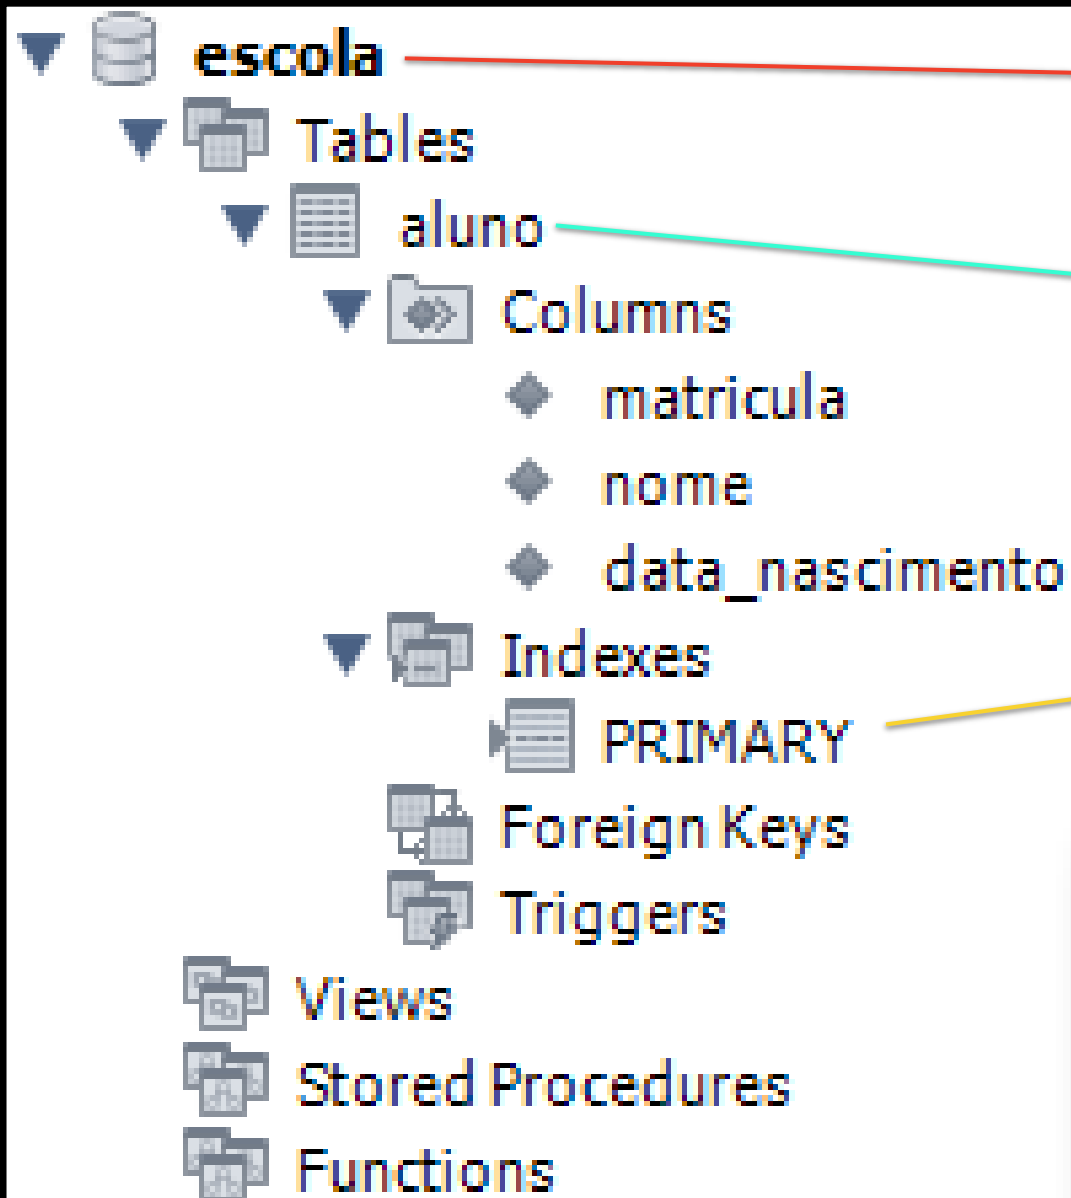 escola
Tables
aluno
Columns
matricula
nome
data_nascimento
Indexes
PRIMARY
Foreign Keys
Triggers
Views
Stored Procedures
Functions